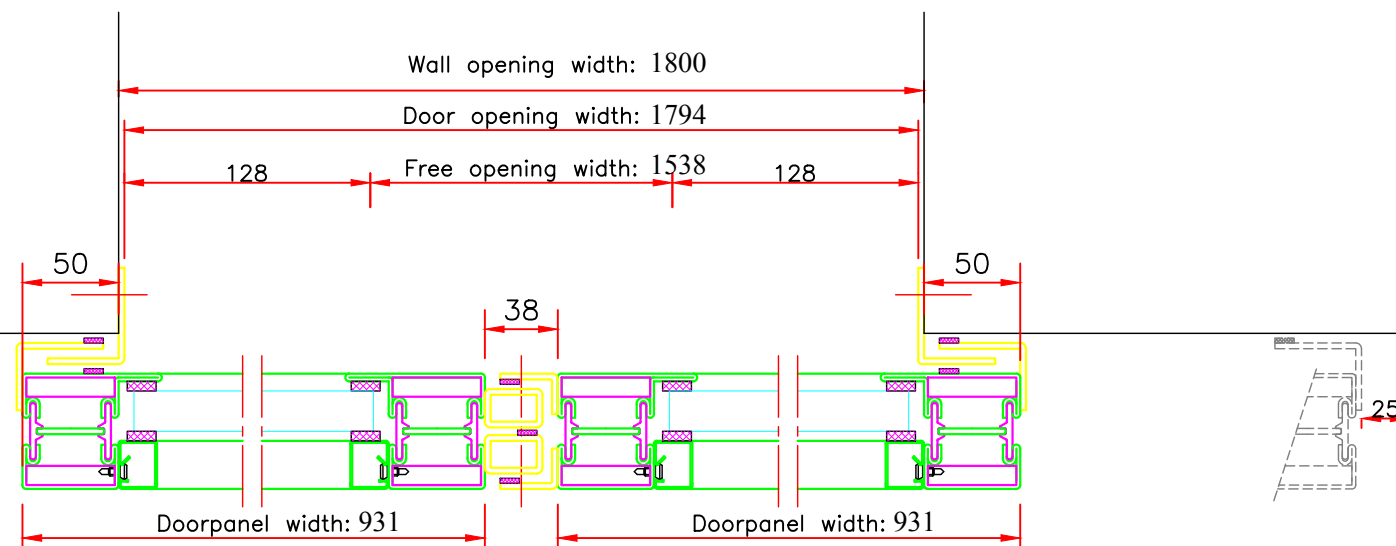 Wall opening width: 1800
Door opening width: 1794
128 Free opening width: 1538 128
50 50
38
25
Doorpanel width: 931 Doorpanel width: 931